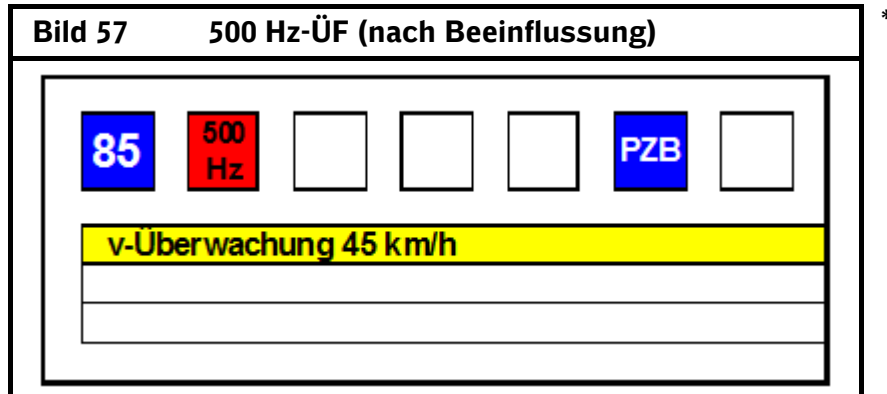 Bild 57 500 Hz-ÜF (nach Beeinflussung)
*
85 500 Hz PZB
v-Überwachung 45 km/h